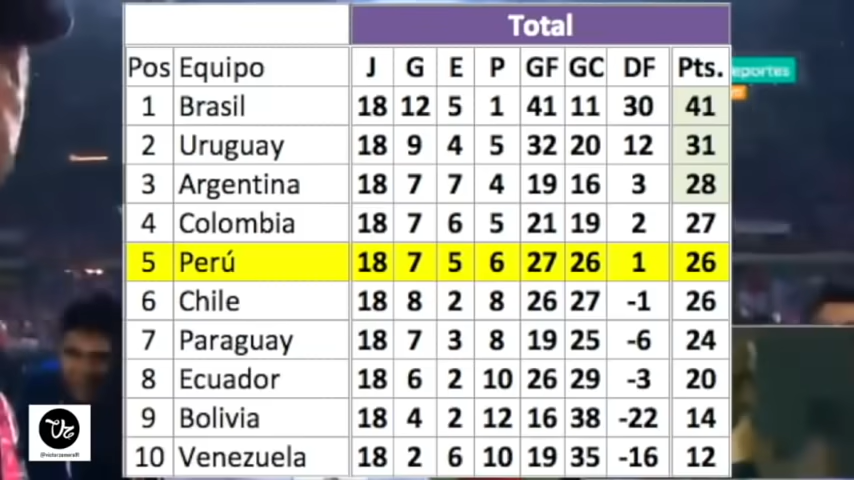 Total
Pos Equipo J G E P GF GC DF Pts.
1 Brasil 18 12 5 1 41 11 30 41
2 Uruguay 18 9 4 5 32 20 12 31
3 Argentina 18 7 7 4 19 16 3 28
4 Colombia 18 7 6 5 21 19 2 27
5 Perú 18 7 5 6 27 26 1 26
6 Chile 18 8 2 8 26 27 -1 26
7 Paraguay 18 7 3 8 19 25 -6 24
8 Ecuador 18 6 2 10 26 29 -3 20
9 Bolivia 18 4 2 12 16 38 -22 14
10 Venezuela 18 2 6 10 19 35 -16 12
eportes